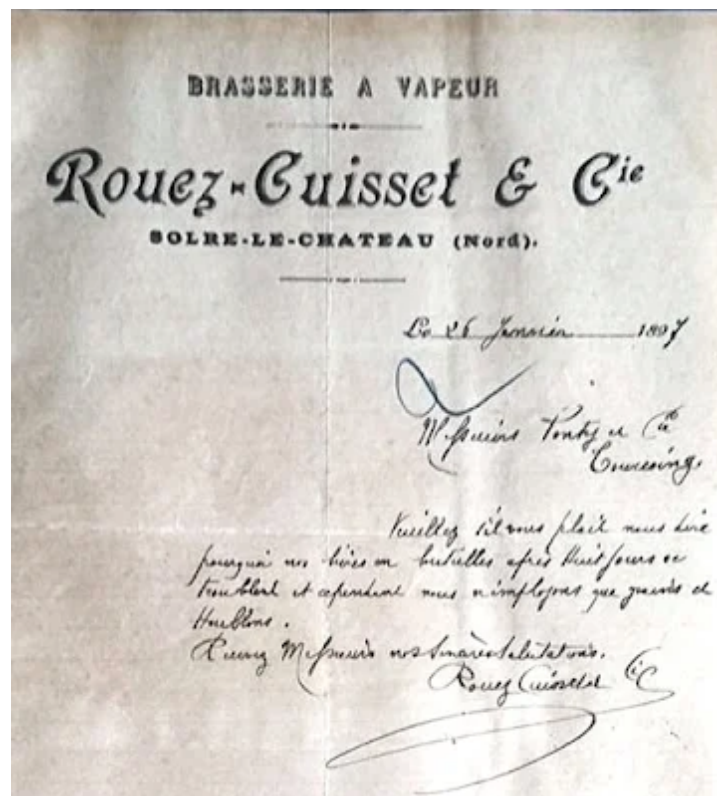 BRASSERIE A VAPEUR
Rouez-Cuisset & Cie
SOLRE-LE-CHATEAU (Nord).
Le 26 Janvier 1897
Messieurs et Cie
Tourcoing.
Veuillez s'il vous plait nous dire
pourquoi nos bières en bouteilles après Huit jours se
troublent et cependant nous n'employons que grains et
Houblons.
Recevez Messieurs nos sincères Salutations.
Rouez Cuisset & Cie